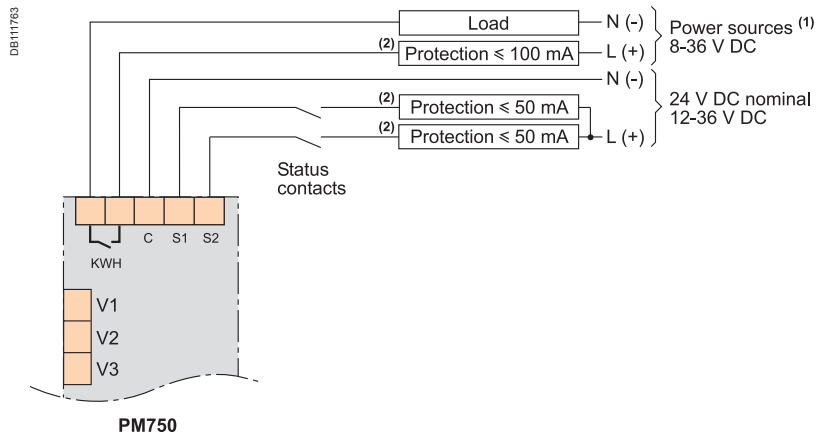 DB111763
Load
N (-)
Power sources (1)
8-36 V DC
(2)
Protection ⩽ 100 mA
L (+)
N (-)
24 V DC nominal
12-36 V DC
(2)
Protection ⩽ 50 mA
(2)
Protection ⩽ 50 mA
L (+)
Status
contacts
C
S1
S2
KWH
V1
V2
V3
PM750